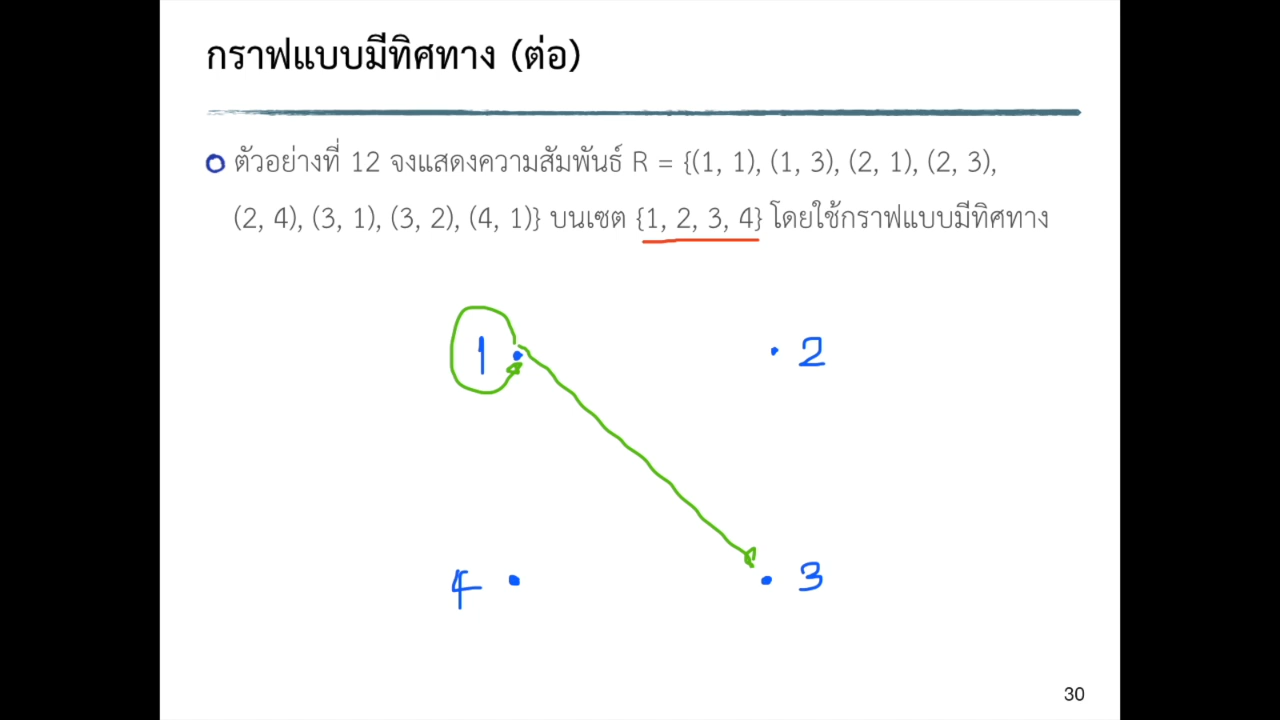 กราฟแบบมีทิศทาง (ต่อ)
ตัวอย่างที่ 12 จงแสดงความสัมพันธ์ R = {(1, 1), (1, 3), (2, 1), (2, 3),
(2, 4), (3, 1), (3, 2), (4, 1)} บนเซต {1, 2, 3, 4} โดยใช้กราฟแบบมีทิศทาง
1 2
4 3
30